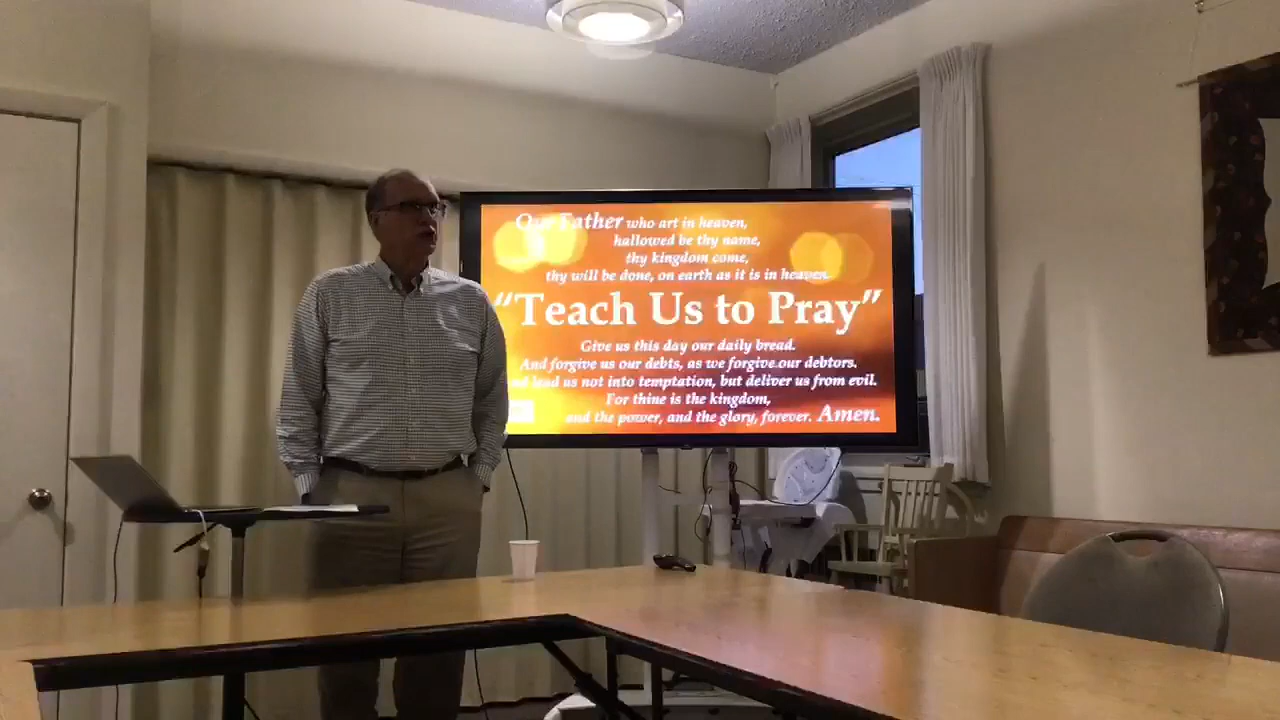 Our Father who art in heaven,
hallowed be thy name,
thy kingdom come,
thy will be done, on earth as it is in heaven.
“Teach Us to Pray”
Give us this day our daily bread.
And forgive us our debts, as we forgive our debtors.
lead us not into temptation, but deliver us from evil.
For thine is the kingdom,
and the power, and the glory, forever. Amen.